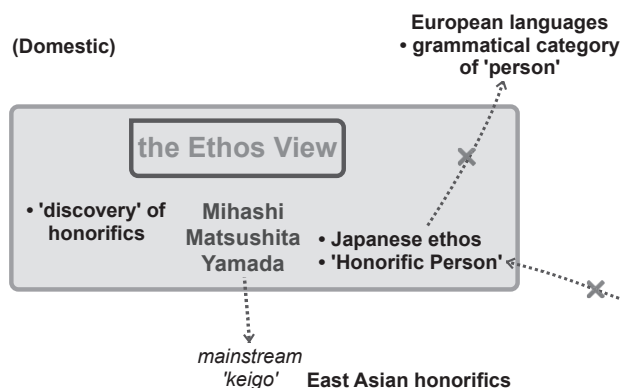 European languages
• grammatical category
of 'person'
(Domestic)
the Ethos View
• 'discovery' of
honorifics
Mihashi
Matsushita
Yamada
• Japanese ethos
• 'Honorific Person'
mainstream
'keigo'
East Asian honorifics